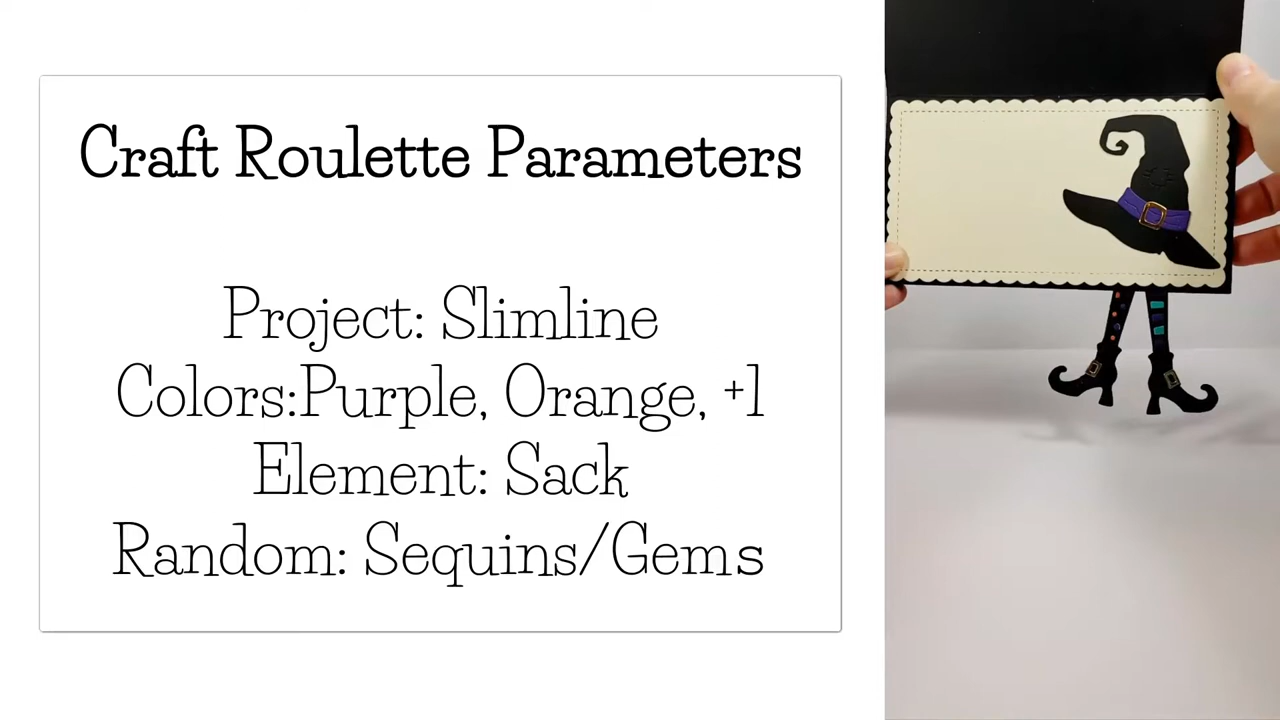 Craft Roulette Parameters
Project: Slimline
Colors:Purple, Orange, +1
Element: Sack
Random: Sequins/Gems